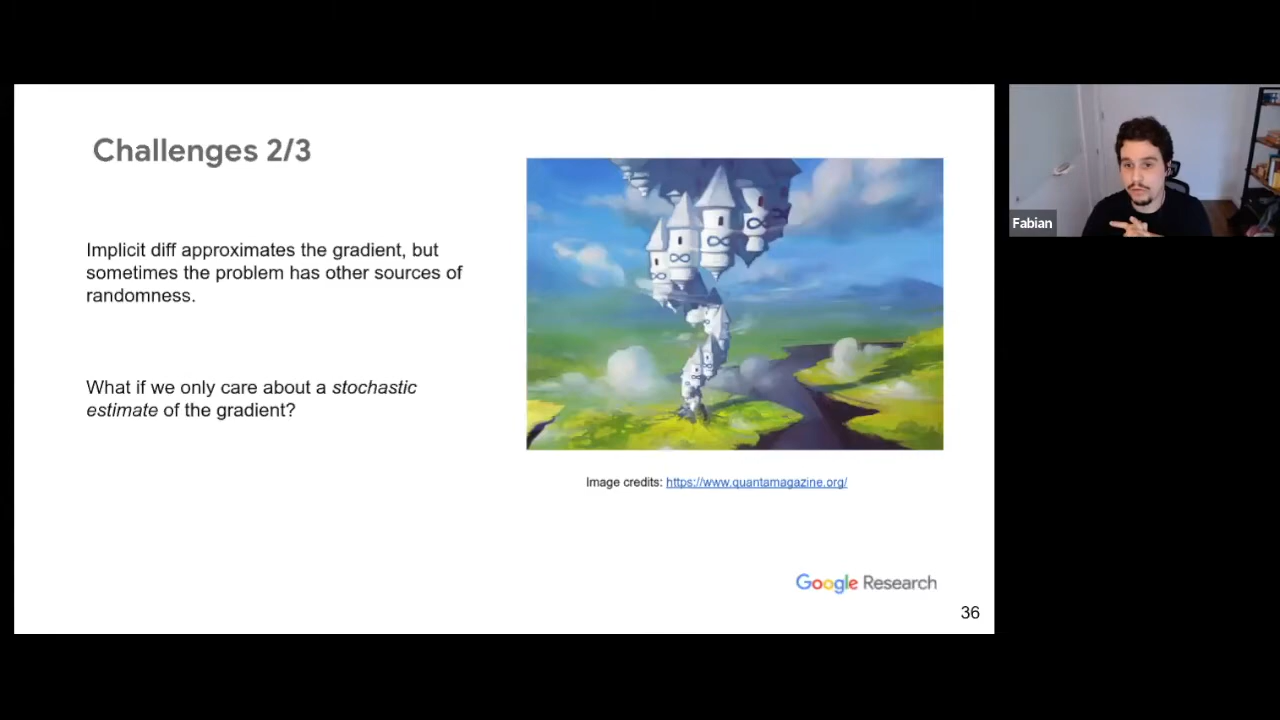 Challenges 2/3
Implicit diff approximates the gradient, but
sometimes the problem has other sources of
randomness.
What if we only care about a stochastic
estimate of the gradient?
Image credits: https://www.quantamagazine.org/
Google Research
36
Fabian